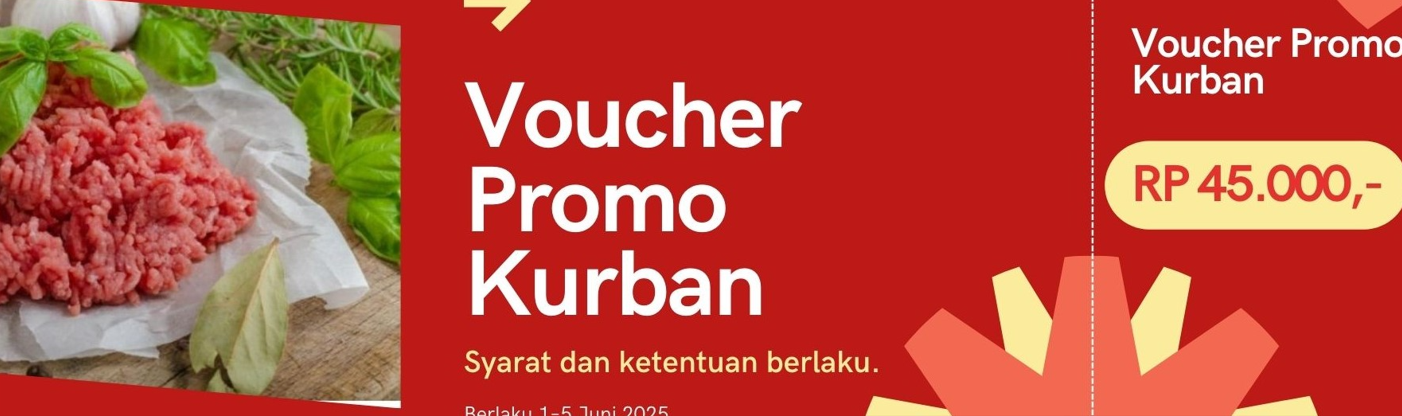 Voucher
Promo
Kurban
Syarat dan ketentuan berlaku.
Berlaku 1–5 Juni 2025
Voucher Promo
Kurban
RP 45.000,-